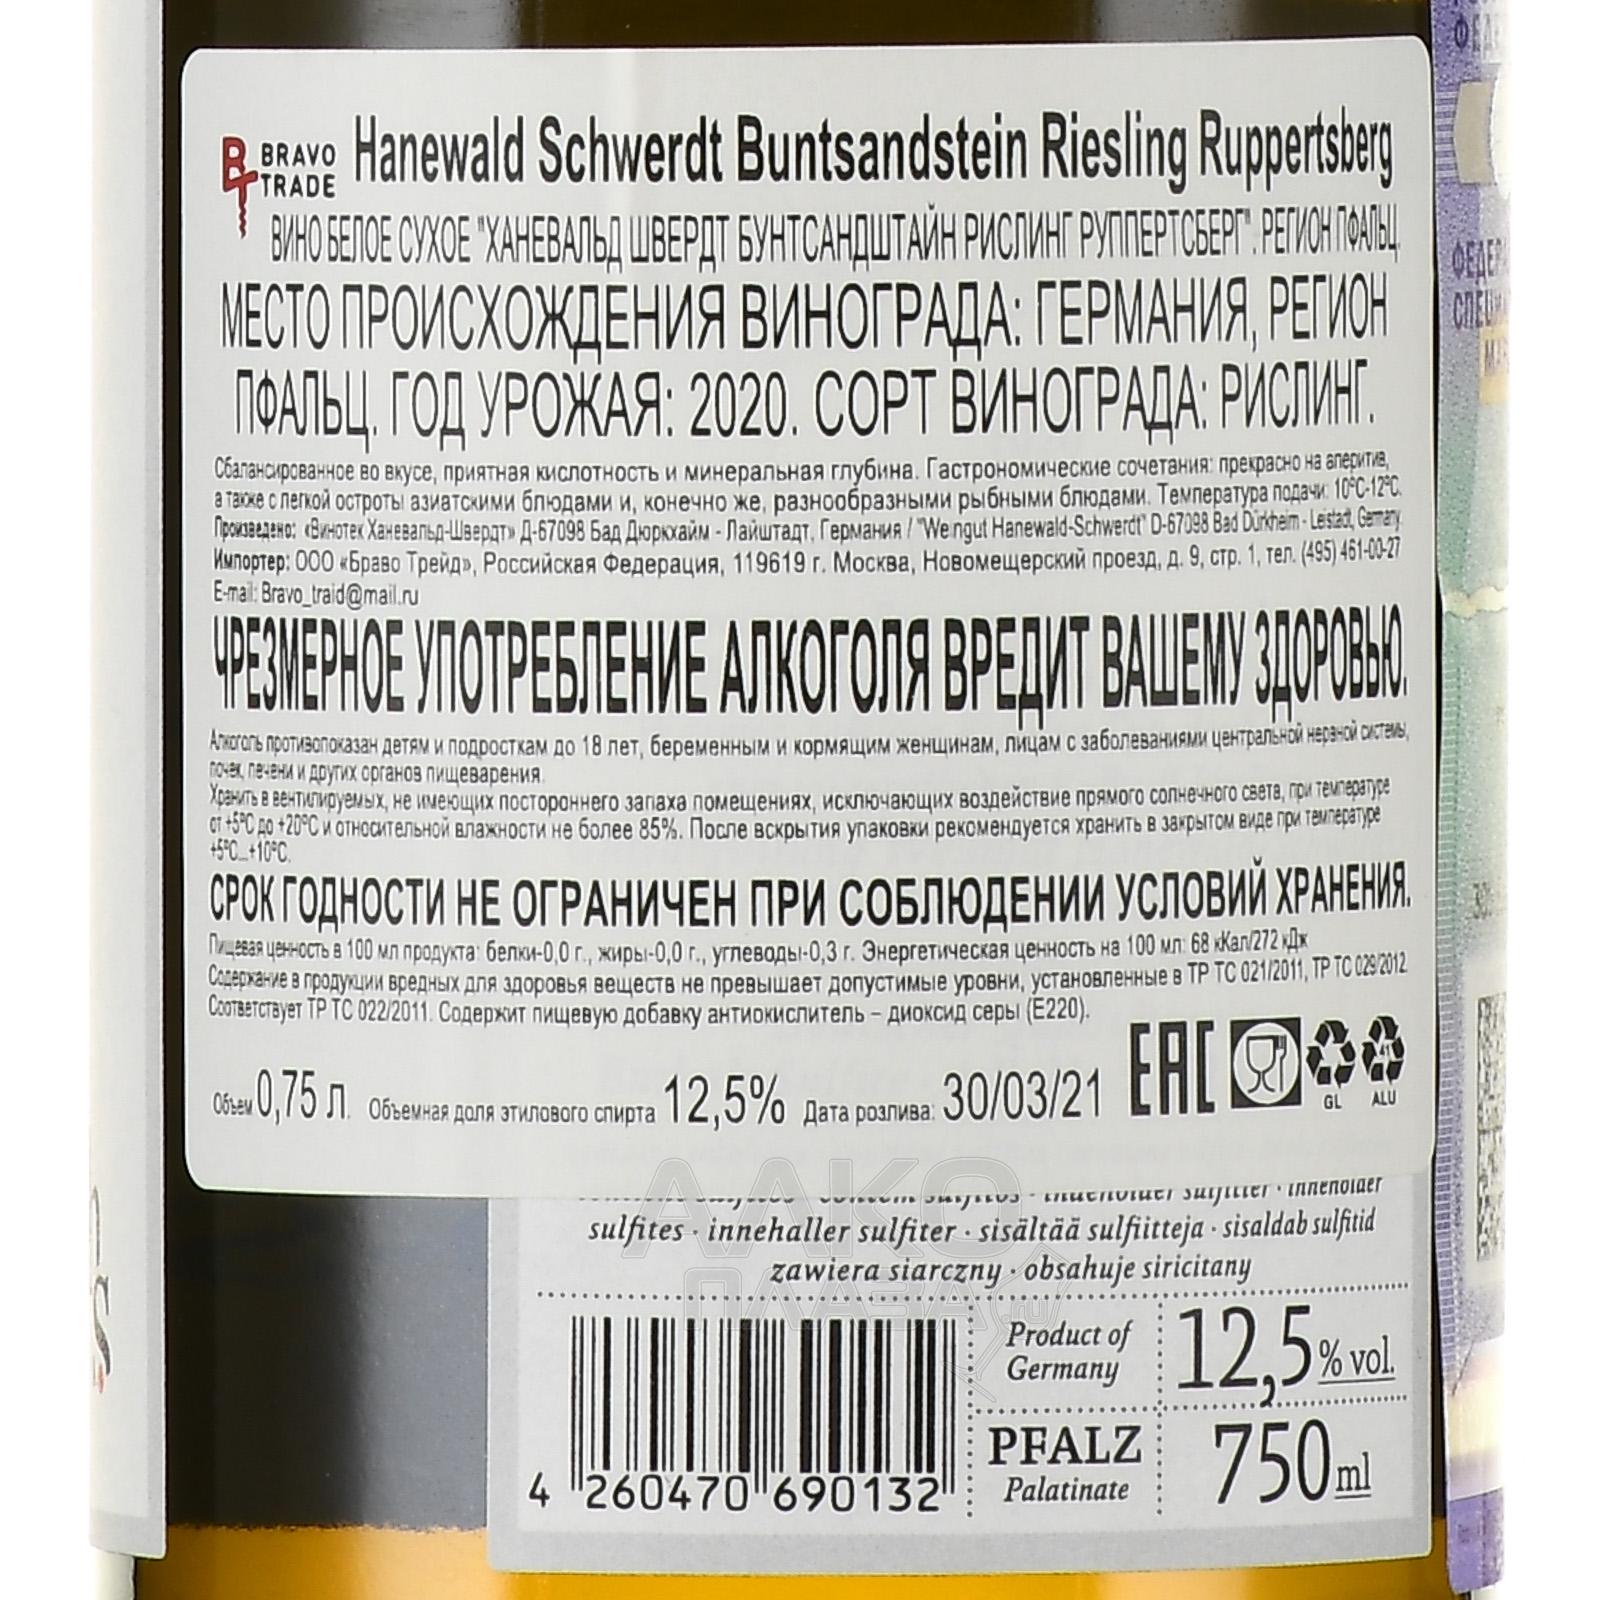 BRAVO TRADE Hanewald Schwerdt Buntsandstein Riesling Ruppertsberg
ВИНО БЕЛОЕ СУХОЕ "ХАНЕВАЛЬД ШВЕРДТ БУНТСАНДШТАЙН РИСЛИНГ РУППЕРТСБЕРГ". РЕГИОН ПФАЛЬЦ.
МЕСТО ПРОИСХОЖДЕНИЯ ВИНОГРАДА: ГЕРМАНИЯ, РЕГИОН
ПФАЛЬЦ. ГОД УРОЖАЯ: 2020. СОРТ ВИНОГРАДА: РИСЛИНГ.
Сбалансированное во вкусе, приятная кислотность и минеральная глубина. Гастрономические сочетания: прекрасно на аперитив,
а также с легкой остроты азиатскими блюдами и, конечно же, разнообразными рыбными блюдами. Температура подачи: 10°С-12°С.
Произведено: «Винотек Ханевальд-Швердт» Д-67098 Бад Дюркхайм - Лайштадт, Германия / "Weingut Hanewald-Schwerdt" D-67098 Bad Dürkheim - Leistadt, Germany.
Импортер: ООО «Браво Трейд», Российская Федерация, 119619 г. Москва, Новомещерский проезд, д. 9, стр. 1, тел. (495) 461-00-27
E-mail: Bravo_traid@mail.ru
ЧРЕЗМЕРНОЕ УПОТРЕБЛЕНИЕ АЛКОГОЛЯ ВРЕДИТ ВАШЕМУ ЗДОРОВЬЮ.
Алкоголь противопоказан детям и подросткам до 18 лет, беременным и кормящим женщинам, лицам с заболеваниями центральной нервной системы,
почек, печени и других органов пищеварения.
Хранить в вентилируемых, не имеющих постороннего запаха помещениях, исключающих воздействие прямого солнечного света, при температуре
от +5°С до +20°С и относительной влажности не более 85%. После вскрытия упаковки рекомендуется хранить в закрытом виде при температуре
+5°С...+10°С.
СРОК ГОДНОСТИ НЕ ОГРАНИЧЕН ПРИ СОБЛЮДЕНИИ УСЛОВИЙ ХРАНЕНИЯ.
Пищевая ценность в 100 мл продукта: белки-0,0 г., жиры-0,0 г., углеводы-0,3 г. Энергетическая ценность на 100 мл: 68 кКал/272 кДж
Содержание в продукции вредных для здоровья веществ не превышает допустимые уровни, установленные в ТР ТС 021/2011, ТР ТС 029/2012.
Соответствует ТР ТС 022/2011. Содержит пищевую добавку антиокислитель – диоксид серы (Е220).
Объем 0,75 л. Объемная доля этилового спирта 12,5% Дата розлива: 30/03/21 EAC
GL 41 ALU
sulfites · innehaller sulfiter · sisältää sulfiitteja · sisaldab sulfitid
zawiera siarczny · obsahuje siricitany
Product of
Germany
12,5 % vol.
PFALZ
Palatinate
750 ml
4 260470 690132
АЛКО
ПЛАЗА.ru